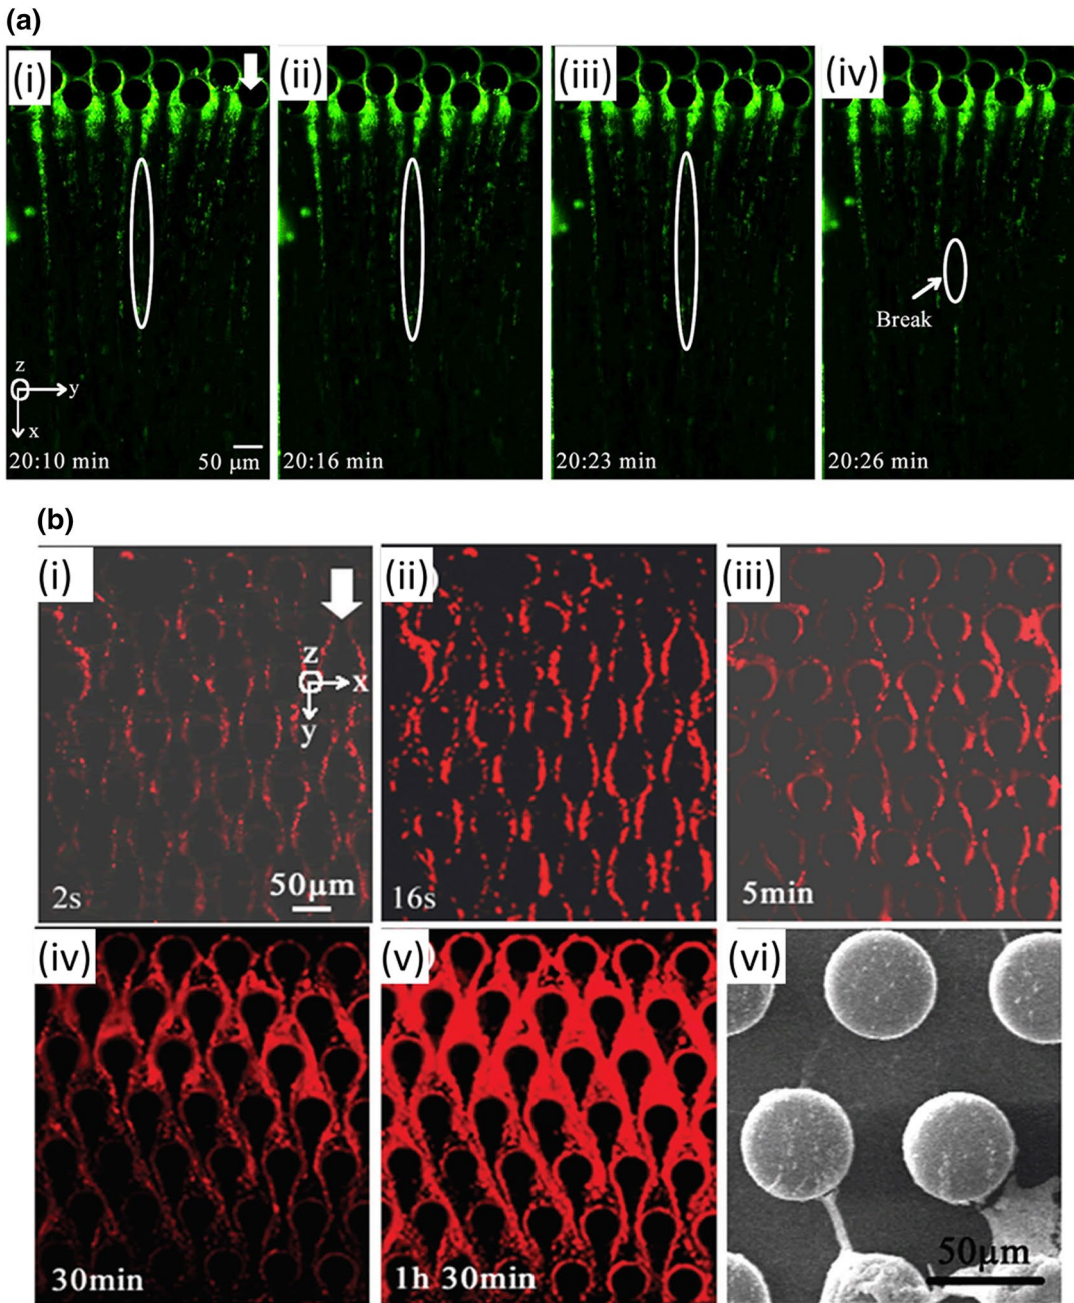 (a)
(i)
(ii)
(iii)
(iv)
Break
z
y
x
20:10 min
50 μm
20:16 min
20:23 min
20:26 min
(b)
(i)
(ii)
(iii)
z
x
y
2s
50μm
16s
5min
(iv)
(v)
(vi)
30min
1h 30min
50μm